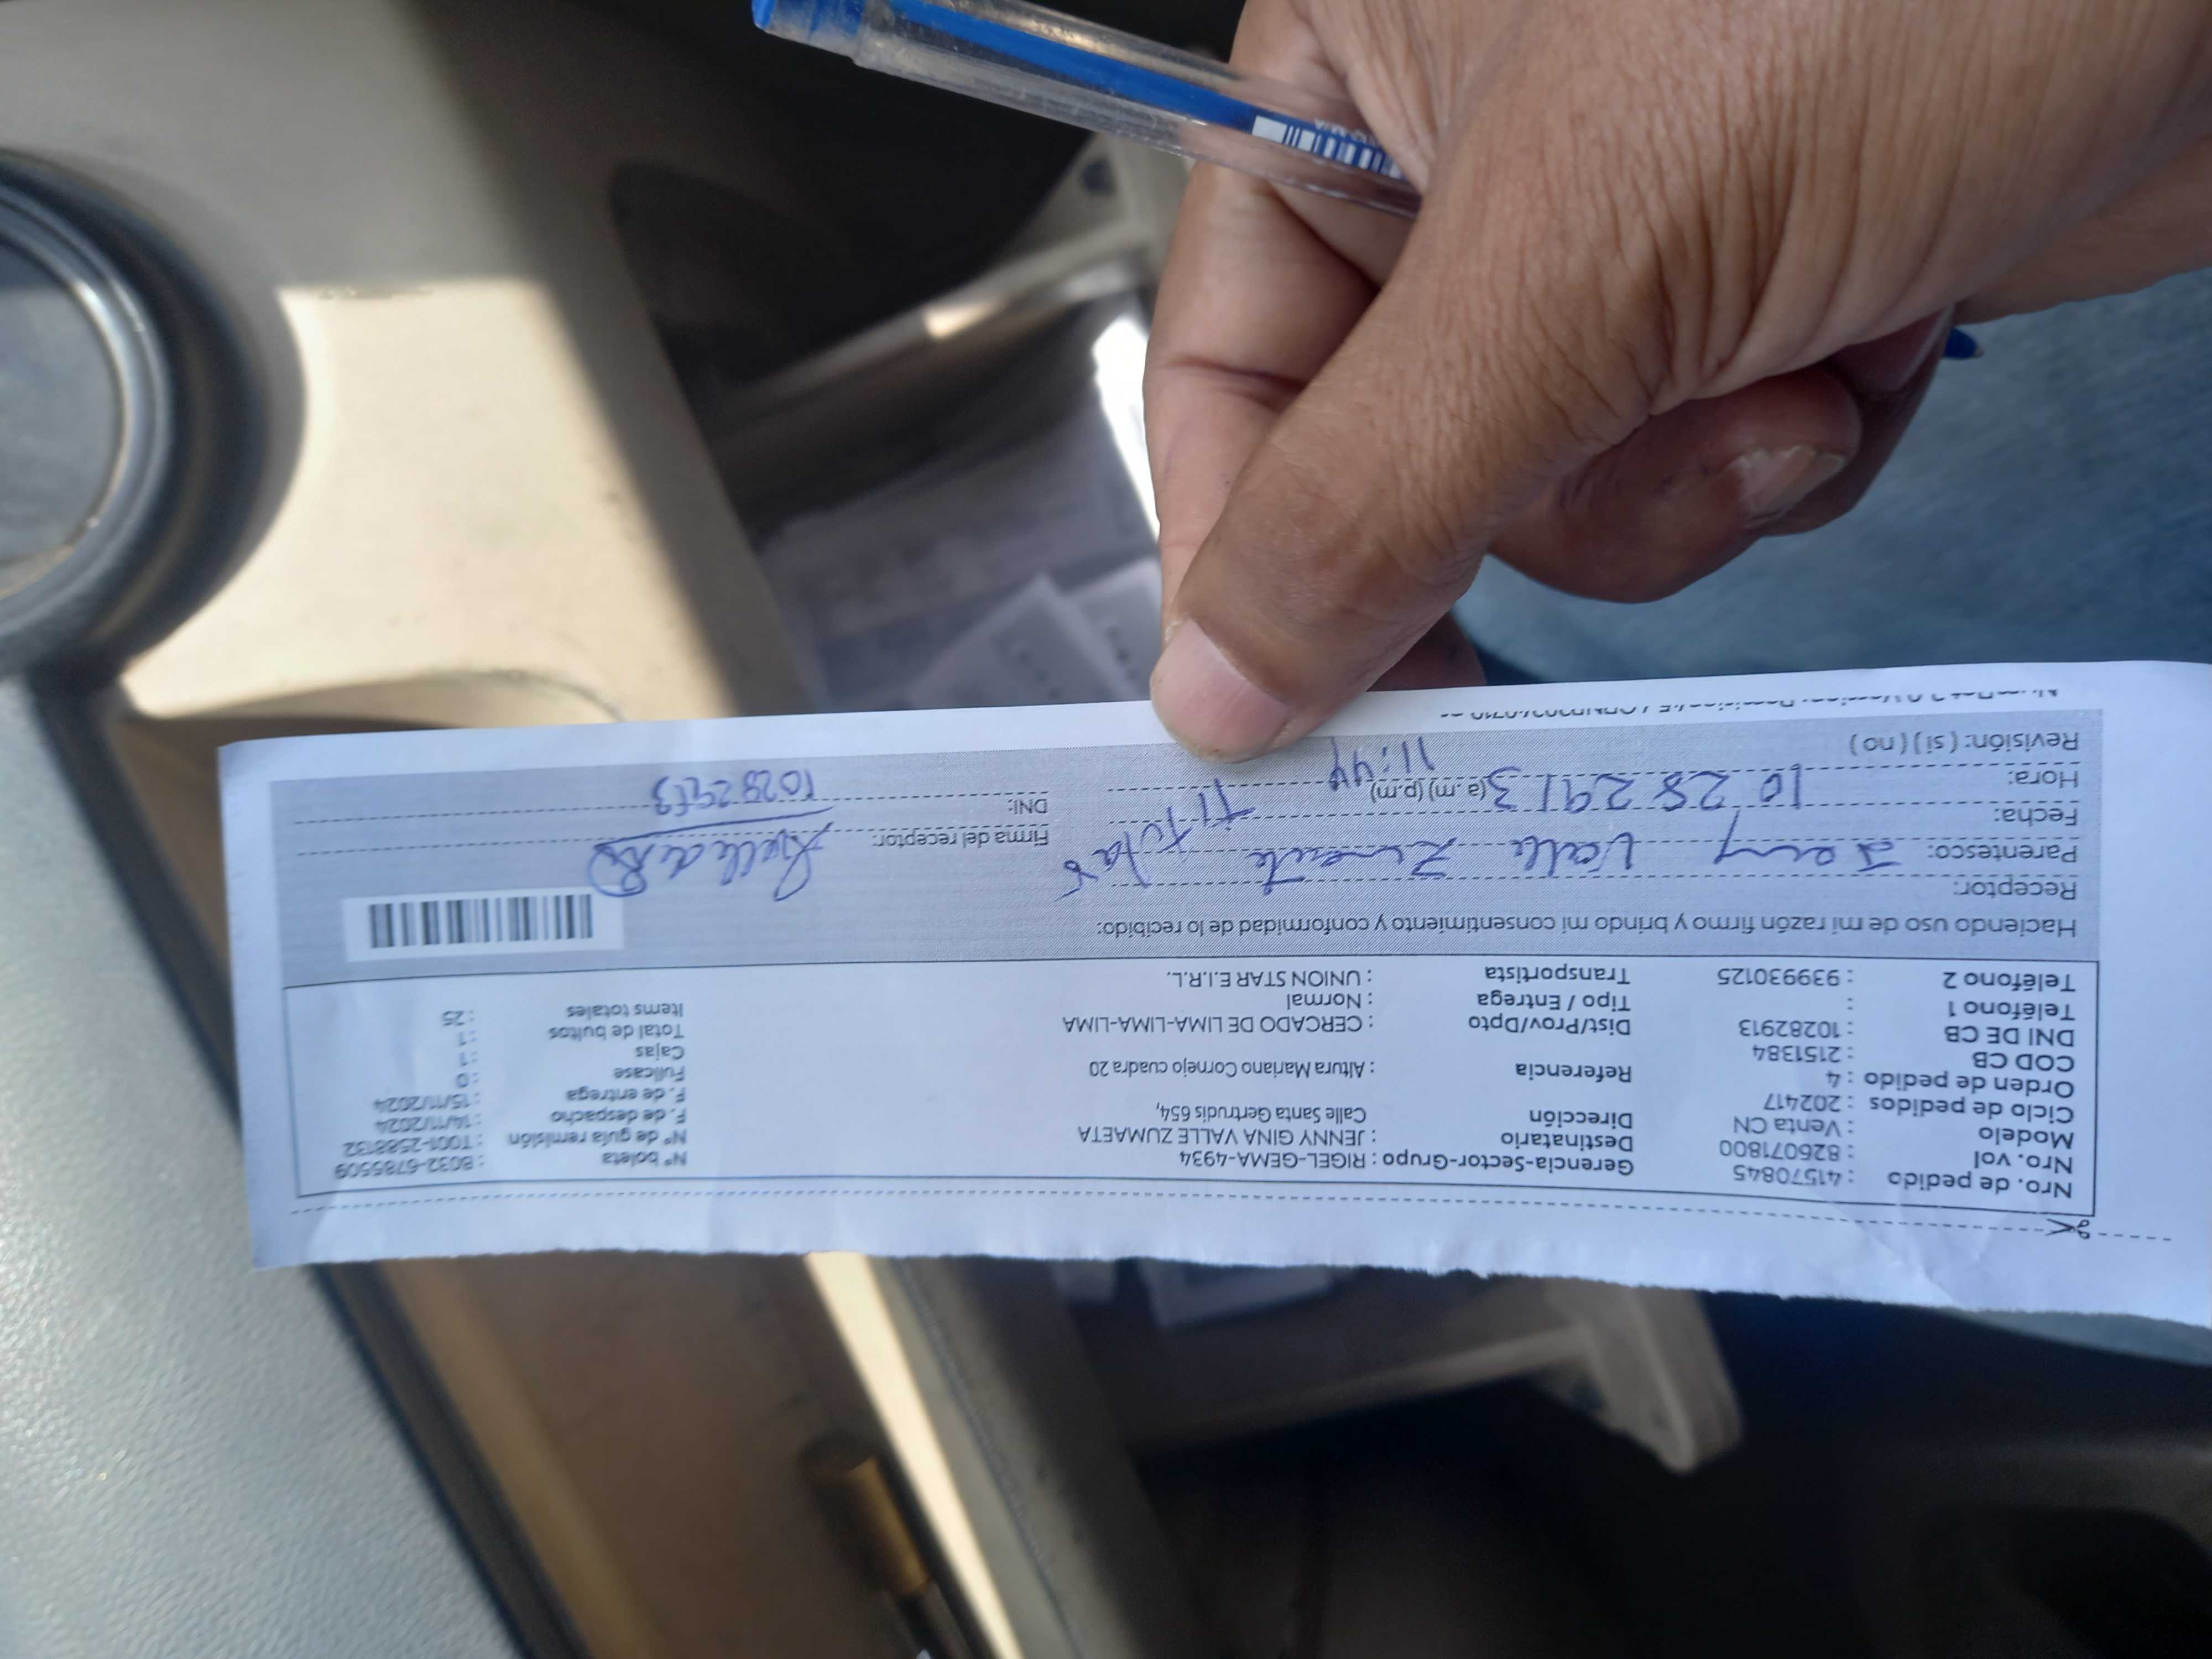 Nro. de pedido : 41570845
Nro. vol : 826071800
Modelo : Venta CN
Ciclo de pedidos : 202417
Orden de pedido : 4
COD CB : 2151384
DNI DE CB : 10282913
Teléfono 1 :
Teléfono 2 : 939930125
Gerencia-Sector-Grupo : RIGEL-GEMA-4934
Destinatario : JENNY GINA VALLE ZUMAETA
Dirección Calle Santa Gertrudis 654,
Referencia : Altura Mariano Cornejo cuadra 20
Dist/Prov/Dpto : CERCADO DE LIMA-LIMA-LIMA
Tipo / Entrega : Normal
Transportista : UNION STAR E.I.R.L.
Nº boleta : B032-6785509
Nº de guía remisión : T001-2588132
F. de despacho : 14/11/2024
F. de entrega : 15/11/2024
Fullcase : 0
Cajas : 1
Total de bultos : 1
Items totales : 25
Haciendo uso de mi razón firmo y brindo mi consentimiento y conformidad de lo recibido:
Receptor:
Parentesco: Valle titular
Fecha:
Hora: 10282913 (a .m) (p.m) 11:44
Revisión: ( si ) ( no )
Firma del receptor:
DNI: 10282913